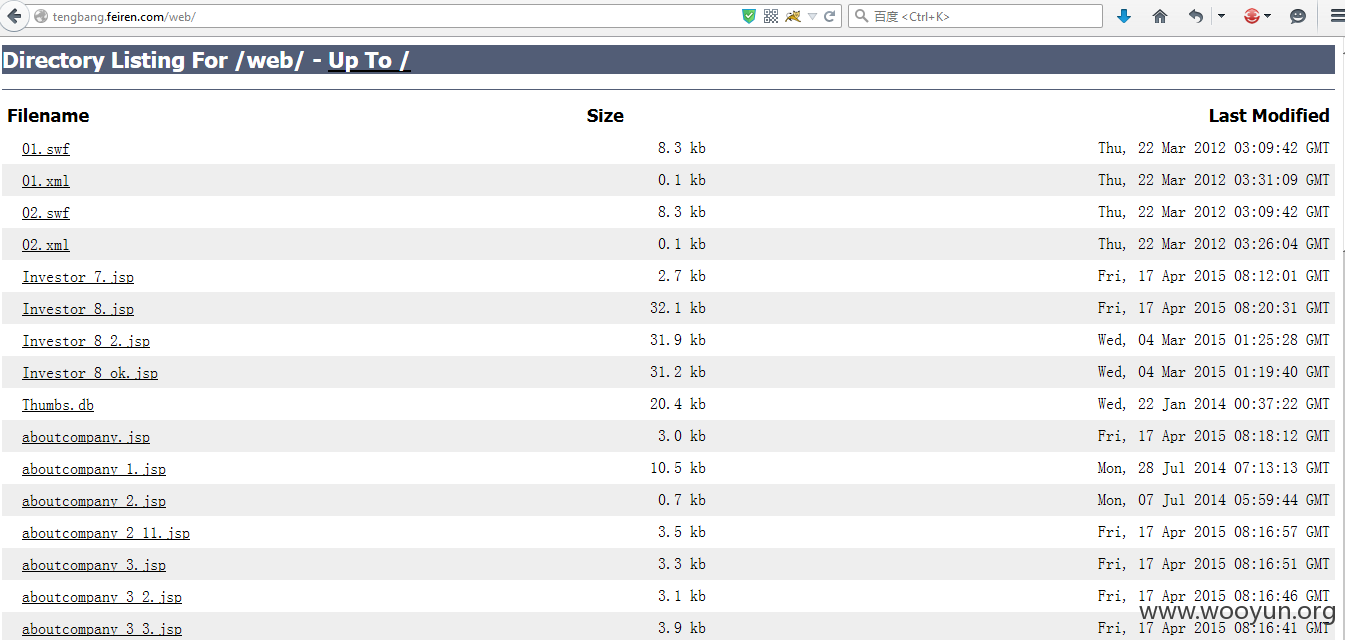 tengbang.feiren.com/web/
百度 <Ctrl+K>
Directory Listing For /web/ - Up To /
Filename Size Last Modified
01.swf 8.3 kb Thu, 22 Mar 2012 03:09:42 GMT
01.xml 0.1 kb Thu, 22 Mar 2012 03:31:09 GMT
02.swf 8.3 kb Thu, 22 Mar 2012 03:09:42 GMT
02.xml 0.1 kb Thu, 22 Mar 2012 03:26:04 GMT
Investor_7.jsp 2.7 kb Fri, 17 Apr 2015 08:12:01 GMT
Investor_8.jsp 32.1 kb Fri, 17 Apr 2015 08:20:31 GMT
Investor_8_2.jsp 31.9 kb Wed, 04 Mar 2015 01:25:28 GMT
Investor_8_ok.jsp 31.2 kb Wed, 04 Mar 2015 01:19:40 GMT
Thumbs.db 20.4 kb Wed, 22 Jan 2014 00:37:22 GMT
aboutcompany.jsp 3.0 kb Fri, 17 Apr 2015 08:18:12 GMT
aboutcompany_1.jsp 10.5 kb Mon, 28 Jul 2014 07:13:13 GMT
aboutcompany_2.jsp 0.7 kb Mon, 07 Jul 2014 05:59:44 GMT
aboutcompany_2_11.jsp 3.5 kb Fri, 17 Apr 2015 08:16:57 GMT
aboutcompany_3.jsp 3.3 kb Fri, 17 Apr 2015 08:16:51 GMT
aboutcompany_3_2.jsp 3.1 kb Fri, 17 Apr 2015 08:16:46 GMT
aboutcompany_3_3.jsp 3.9 kb Fri, 17 Apr 2015 08:16:41 GMT
www.wooyun.org